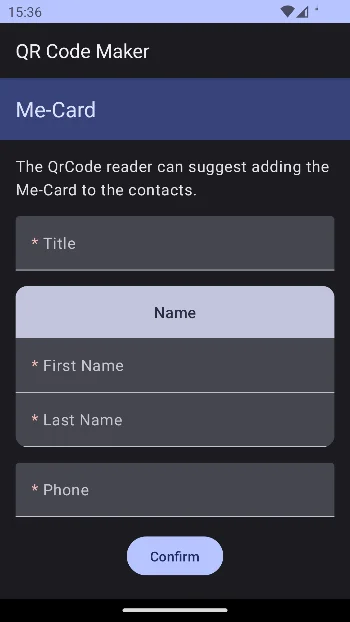 15:36
QR Code Maker
Me-Card
The QrCode reader can suggest adding the
Me-Card to the contacts.
* Title
Name
* First Name
* Last Name
* Phone
Confirm